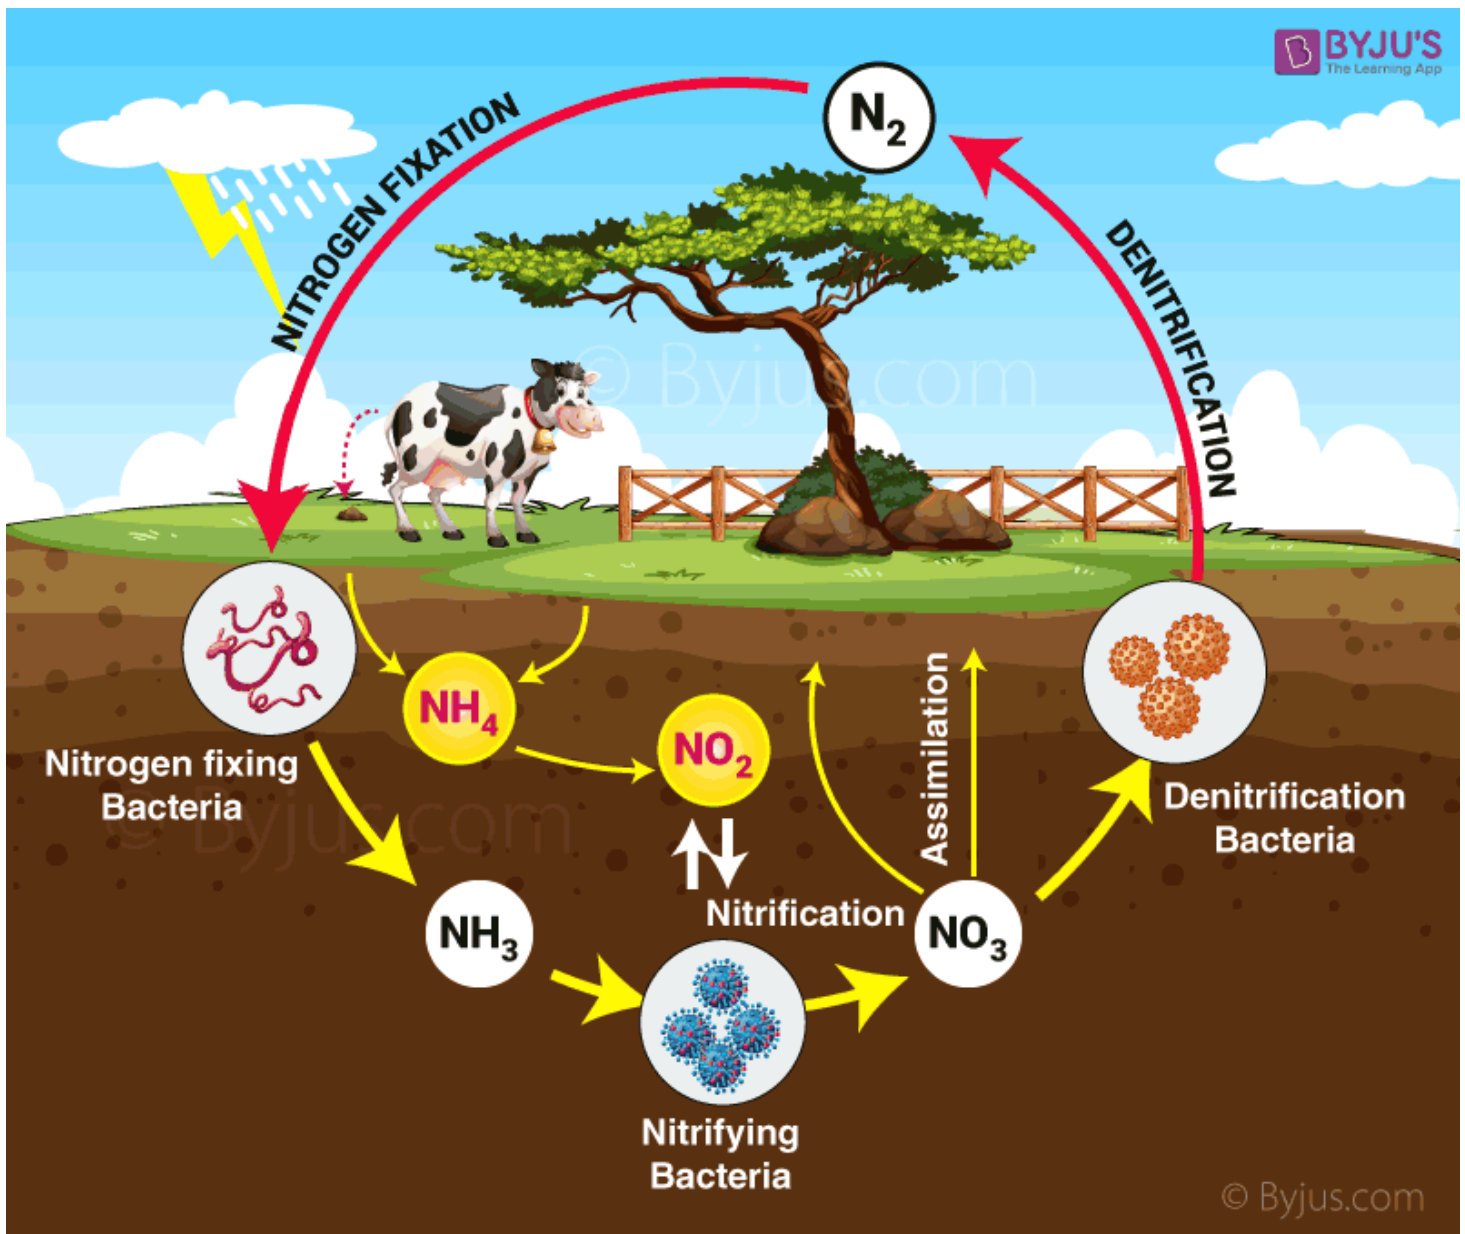 BYJU'S
The Learning App
N₂
NITROGEN FIXATION
DENITRIFICATION
© Byjus.com
NH₄
NO₂
Nitrogen fixing
Bacteria
Assimilation
Denitrification
Bacteria
© Byjus.com
NH₃
Nitrification
NO₃
Nitrifying
Bacteria
© Byjus.com